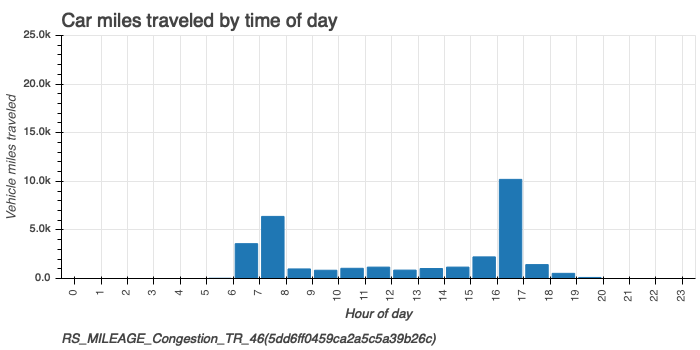 Car miles traveled by time of day
25.0k
20.0k
15.0k
10.0k
5.0k
0.0
Vehicle miles traveled
0 1 2 3 4 5 6 7 8 9 10 11 12 13 14 15 16 17 18 19 20 21 22 23
Hour of day
RS_MILEAGE_Congestion_TR_46(5dd6ff0459ca2a5c5a39b26c)